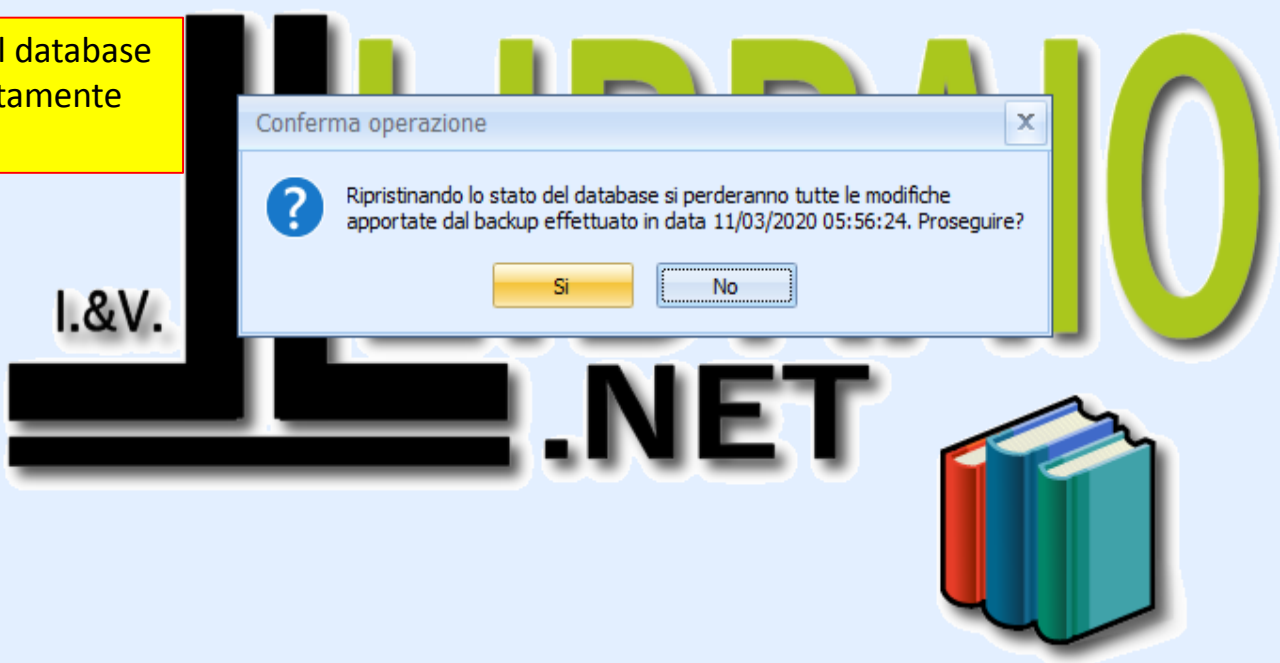 l database
tamente
LIBRAIO
Conferma operazione
Ripristinando lo stato del database si perderanno tutte le modifiche
apportate dal backup effettuato in data 11/03/2020 05:56:24. Proseguire?
Si
No
I.&V.
.NET